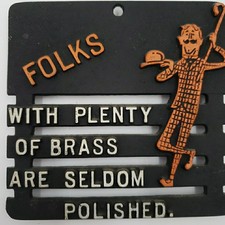 FOLKS
WITH PLENTY
OF BRASS
ARE SELDOM
POLISHED.